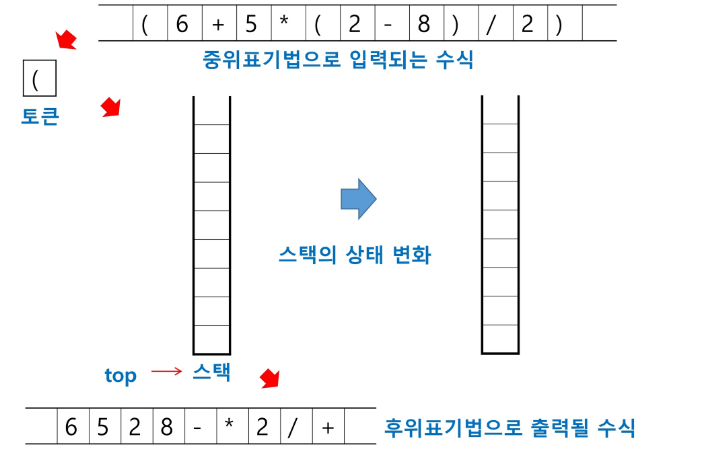 ( 6 + 5 * ( 2 - 8 ) / 2 )
중위표기법으로 입력되는 수식
(
토큰
스택의 상태 변화
top 스택
6 5 2 8 - * 2 / +
후위표기법으로 출력될 수식